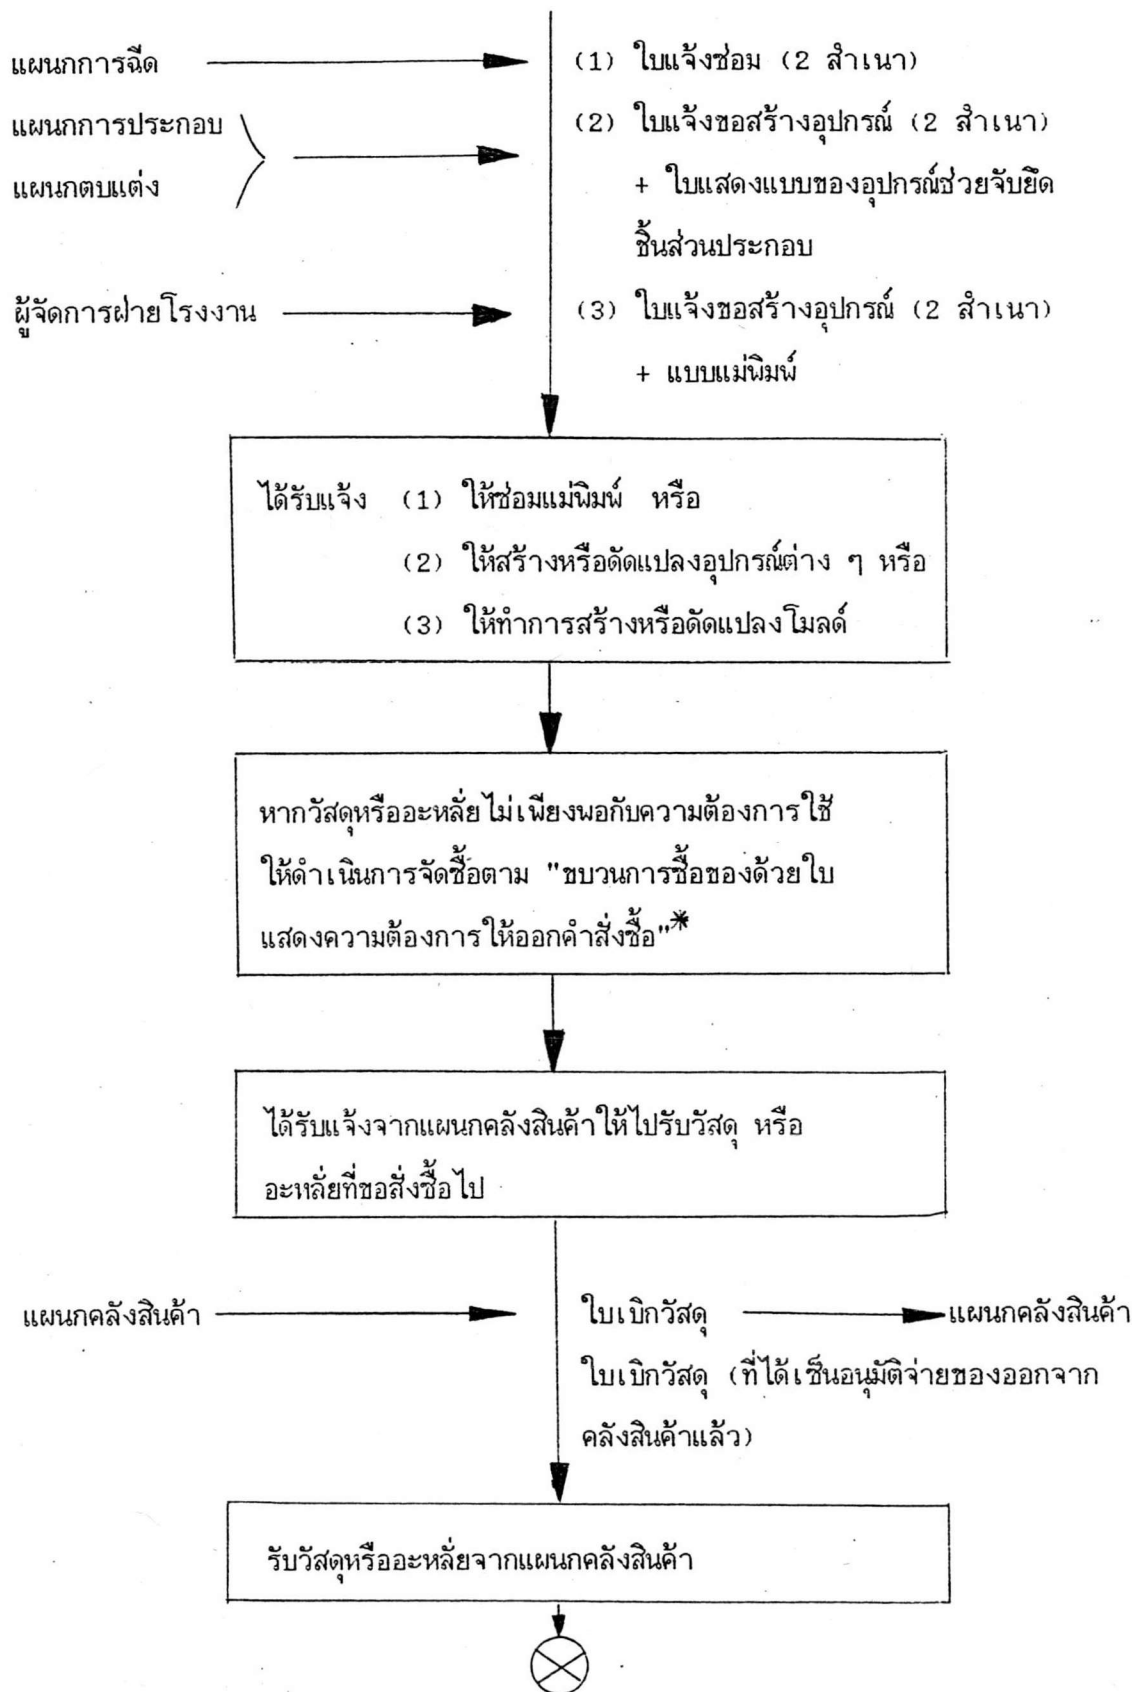 แผนกการฉีด (1) ใบแจ้งซ่อม (2 สำเนา)
แผนกการประกอบ (2) ใบแจ้งขอสร้างอุปกรณ์ (2 สำเนา)
แผนกตบแต่ง + ใบแสดงแบบของอุปกรณ์ช่วยจับยึด
ชิ้นส่วนประกอบ
ผู้จัดการฝ่ายโรงงาน (3) ใบแจ้งขอสร้างอุปกรณ์ (2 สำเนา)
+ แบบแม่พิมพ์
ได้รับแจ้ง (1) ให้ซ่อมแม่พิมพ์ หรือ
(2) ให้สร้างหรือดัดแปลงอุปกรณ์ต่าง ๆ หรือ
(3) ให้ทำการสร้างหรือดัดแปลงโมลด์
หากวัสดุหรืออะหลั่ยไม่เพียงพอกับความต้องการใช้
ให้ดำเนินการจัดซื้อตาม "ขบวนการซื้อของด้วยใบ
แสดงความต้องการให้ออกคำสั่งซื้อ"*
ได้รับแจ้งจากแผนกคลังสินค้าให้ไปรับวัสดุ หรือ
อะหลั่ยที่ขอสั่งซื้อไป
แผนกคลังสินค้า ใบเบิกวัสดุ แผนกคลังสินค้า
ใบเบิกวัสดุ (ที่ได้เซ็นอนุมัติจ่ายของออกจาก
คลังสินค้าแล้ว)
รับวัสดุหรืออะหลั่ยจากแผนกคลังสินค้า